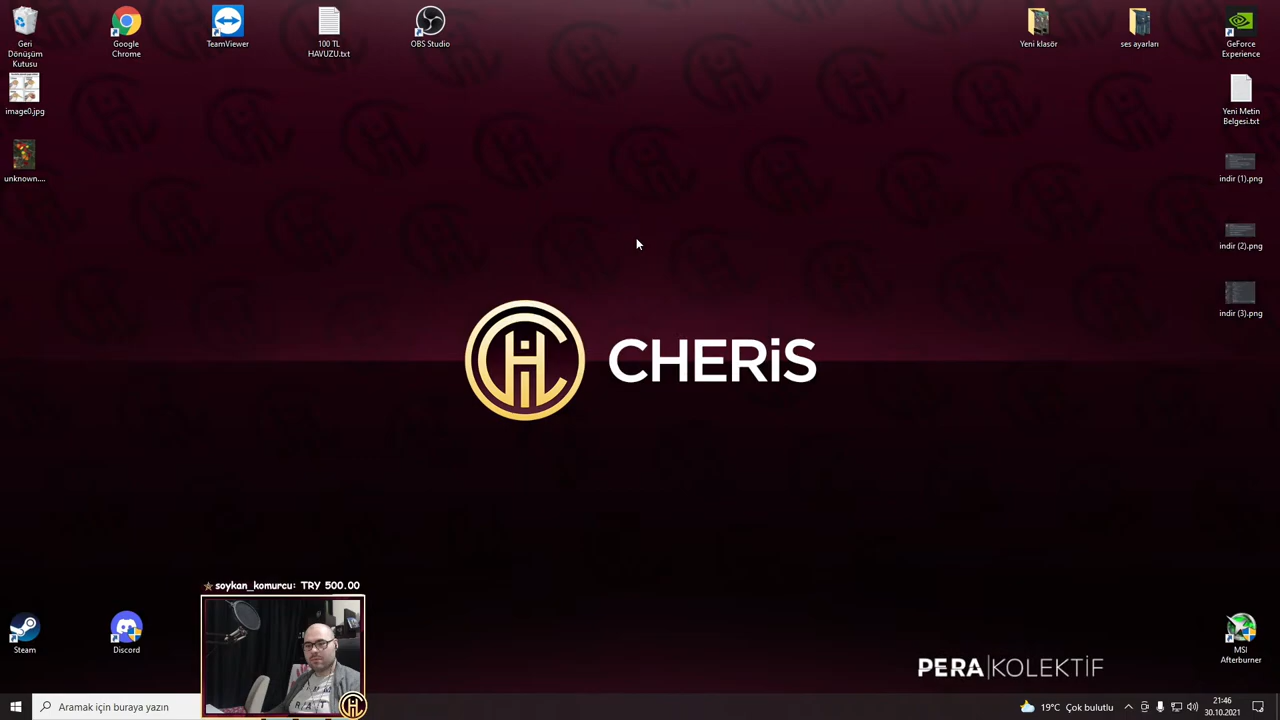 Geri
Dönüşüm
Kutusu
Google
Chrome
TeamViewer
100 TL
HAVUZU.txt
OBS Studio
Yeni klasör
ses ayarları
GeForce
Experience
image0.jpg
Yeni Metin
Belgesi.txt
unknown....
indir (1).png
indir (2).png
indir (3).png
CHERiS
soykan_komurcu: TRY 500.00
Steam
Discord
MSI
Afterburner
PERA|KOLEKTİF
Aramak için buraya yazın
19°C Çok bulutlu
21:46
30.10.2021